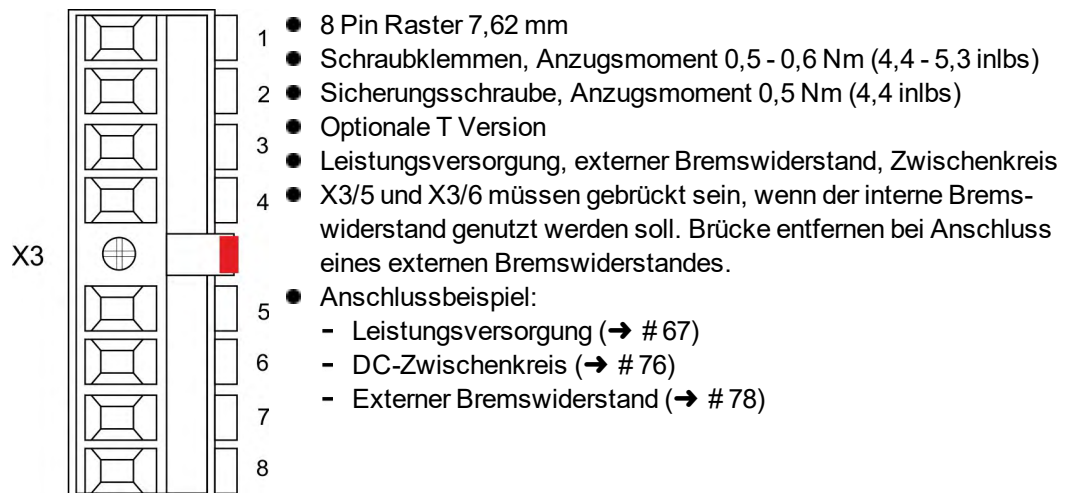 X3
1
2
3
4
5
6
7
8
● 8 Pin Raster 7,62 mm
● Schraubklemmen, Anzugsmoment 0,5 - 0,6 Nm (4,4 - 5,3 inlbs)
● Sicherungsschraube, Anzugsmoment 0,5 Nm (4,4 inlbs)
● Optionale T Version
● Leistungsversorgung, externer Bremswiderstand, Zwischenkreis
● X3/5 und X3/6 müssen gebrückt sein, wenn der interne Brems-
widerstand genutzt werden soll. Brücke entfernen bei Anschluss
eines externen Bremswiderstandes.
● Anschlussbeispiel:
- Leistungsversorgung (➔ # 67)
- DC-Zwischenkreis (➔ # 76)
- Externer Bremswiderstand (➔ # 78)